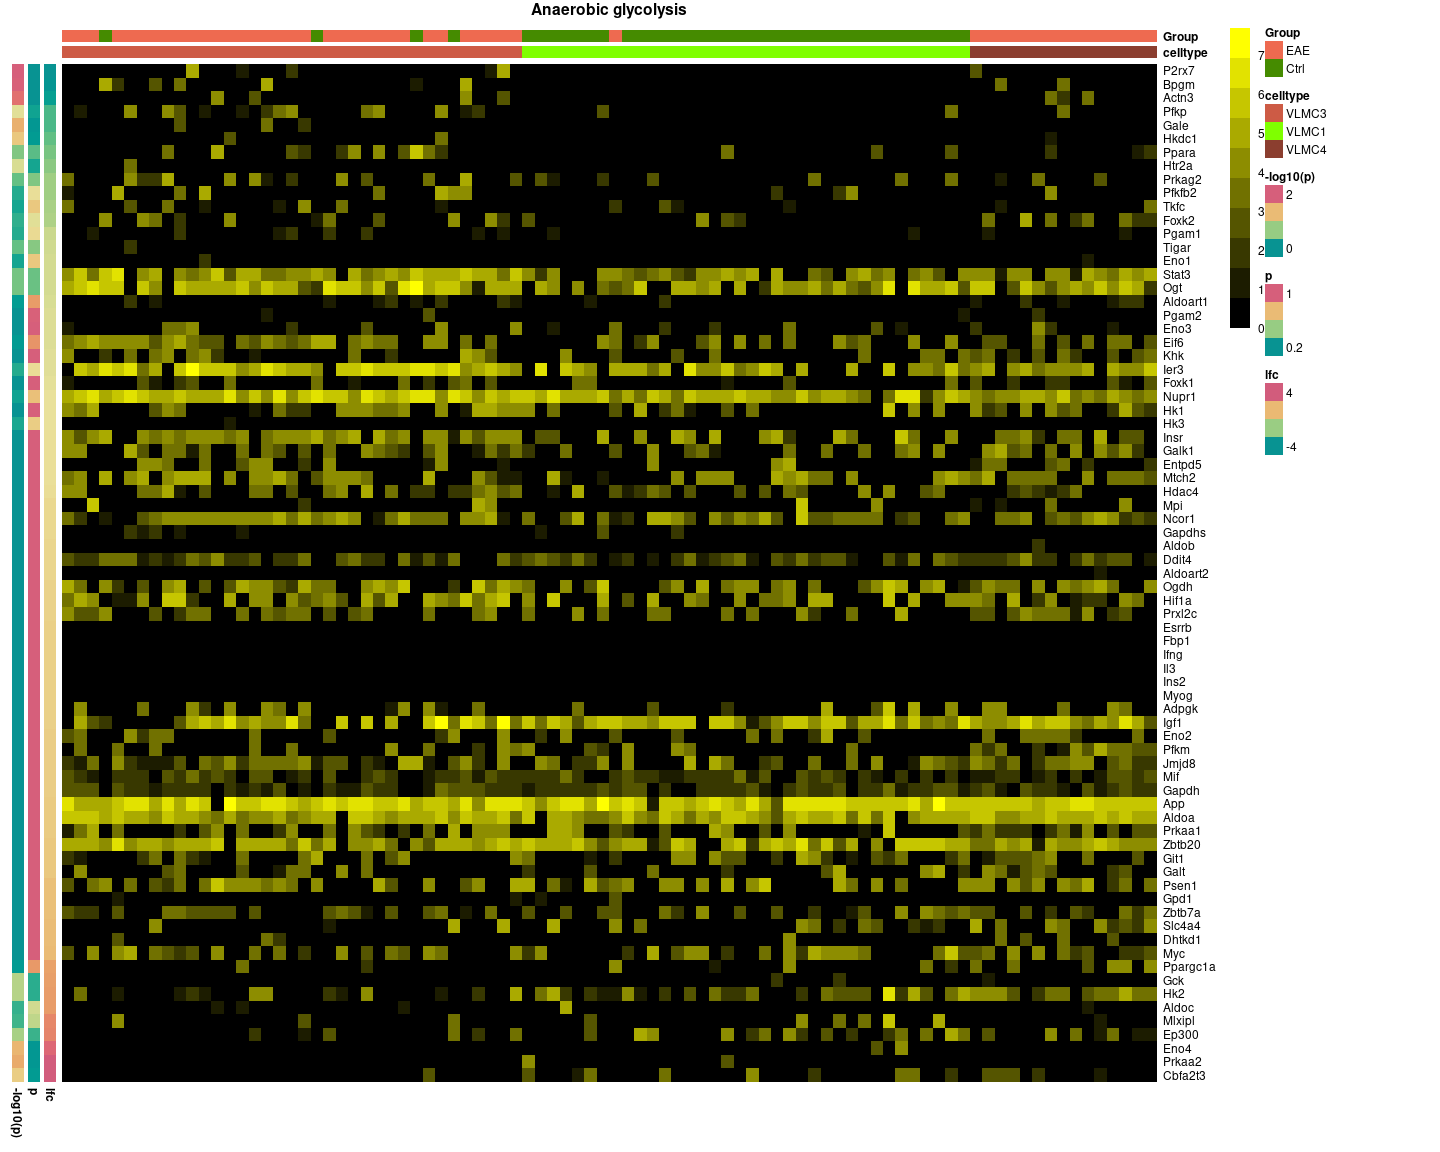 Anaerobic glycolysis
Group
celltype
P2rx7
Bpgm
Actn3
Pfkp
Gale
Hkdc1
Ppara
Htr2a
Prkag2
Pfkfb2
Tkfc
Foxk2
Pgam1
Tigar
Eno1
Stat3
Ogt
Aldoart1
Pgam2
Eno3
Eif6
Khk
Ier3
Foxk1
Nupr1
Hk1
Hk3
Insr
Galk1
Entpd5
Mtch2
Hdac4
Mpi
Ncor1
Gapdhs
Aldob
Ddit4
Aldoart2
Ogdh
Hif1a
Prxl2c
Esrrb
Fbp1
Ifng
Il3
Ins2
Myog
Adpgk
Igf1
Eno2
Pfkm
Jmjd8
Mif
Gapdh
App
Aldoa
Prkaa1
Zbtb20
Git1
Galt
Psen1
Gpd1
Zbtb7a
Slc4a4
Dhtkd1
Myc
Ppargc1a
Gck
Hk2
Aldoc
Mlxipl
Ep300
Eno4
Prkaa2
Cbfa2t3
-log10(p)
p
lfc
7
6
5
4
3
2
1
0
Group
EAE
Ctrl
celltype
VLMC3
VLMC1
VLMC4
-log10(p)
2
0
p
1
0.2
lfc
4
-4